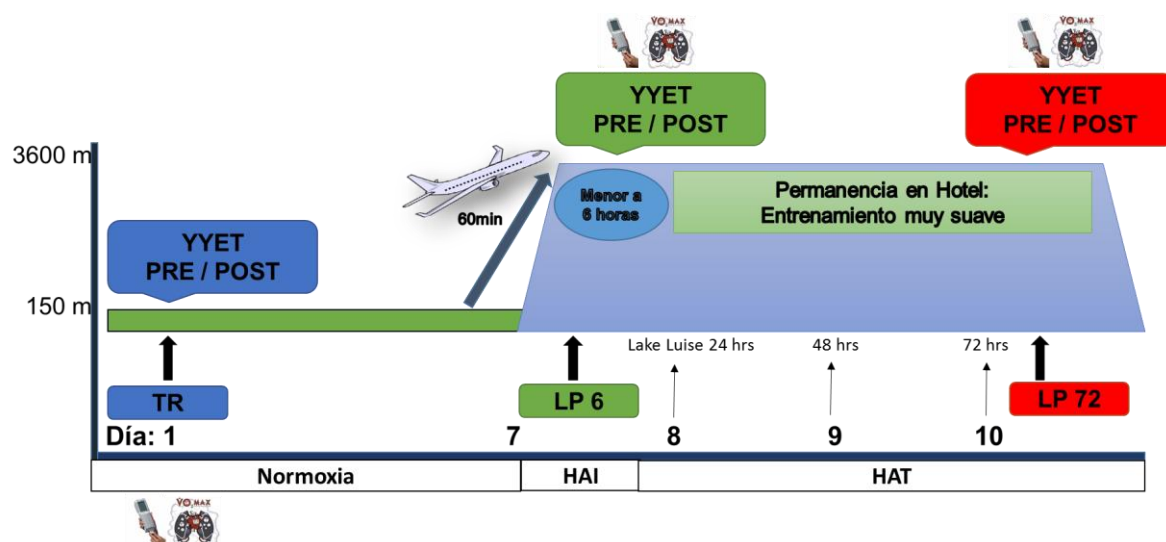 VO₂MAX
VO₂MAX
YYET
PRE / POST
YYET
PRE / POST
3600 m
Menor a
6 horas
Permanencia en Hotel:
Entrenamiento muy suave
60min
YYET
PRE / POST
150 m
Lake Luise 24 hrs
48 hrs
72 hrs
TR
LP 6
LP 72
Día: 1
7
8
9
10
Normoxia
HAI
HAT
VO₂MAX